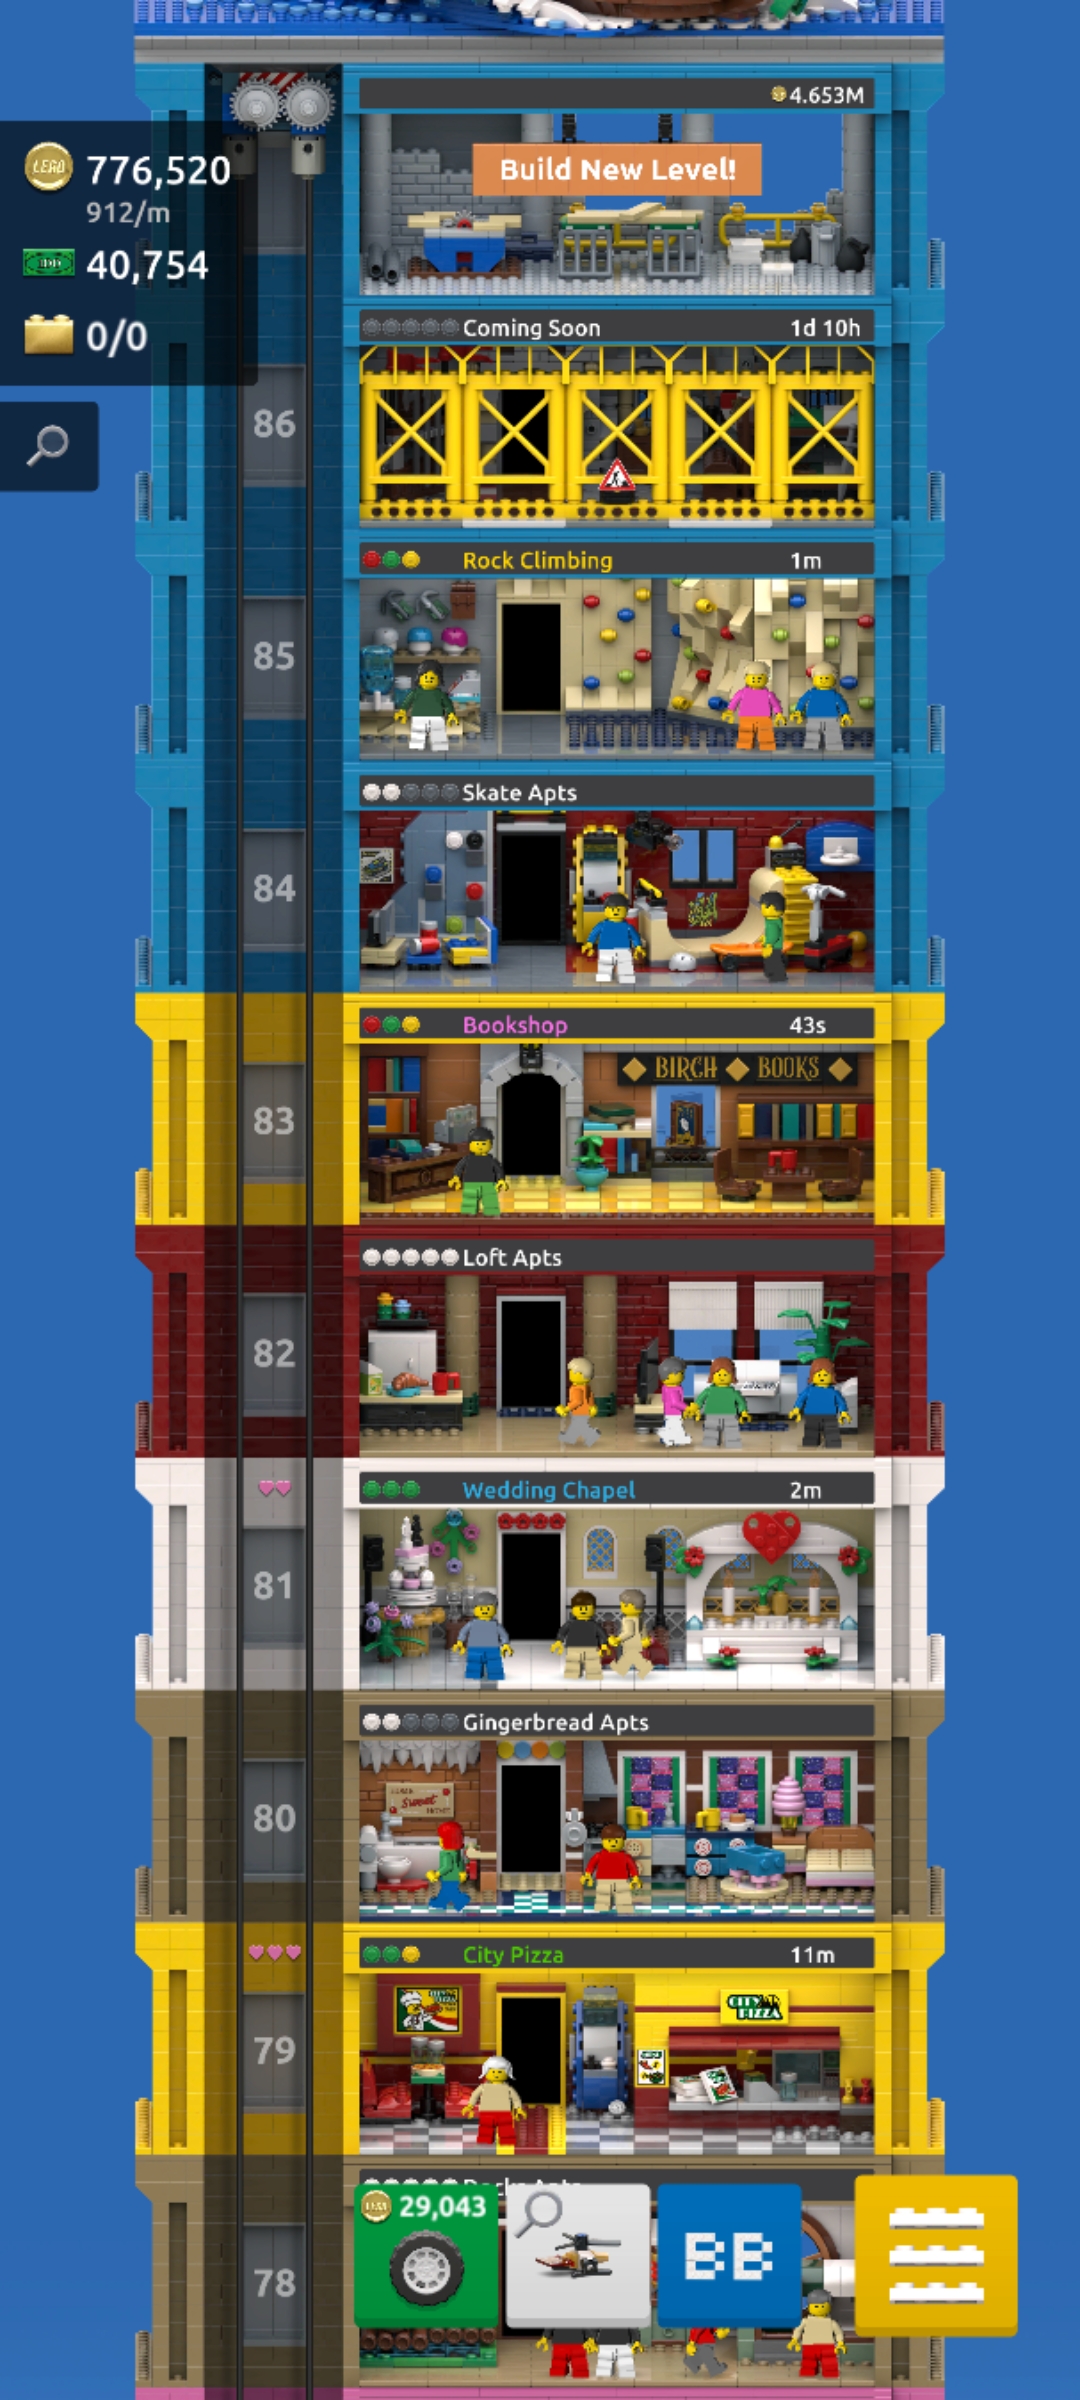 4.653M
LEGO
776,520
Build New Level!
912/m
40,754
0/0
Coming Soon
1d 10h
86
Rock Climbing
1m
85
Skate Apts
84
Bookshop
43s
BIRCH BOOKS
83
Loft Apts
82
Wedding Chapel
2m
81
Gingerbread Apts
Sweet
80
City Pizza
11m
CITY PIZZA
79
29,043
BB
78